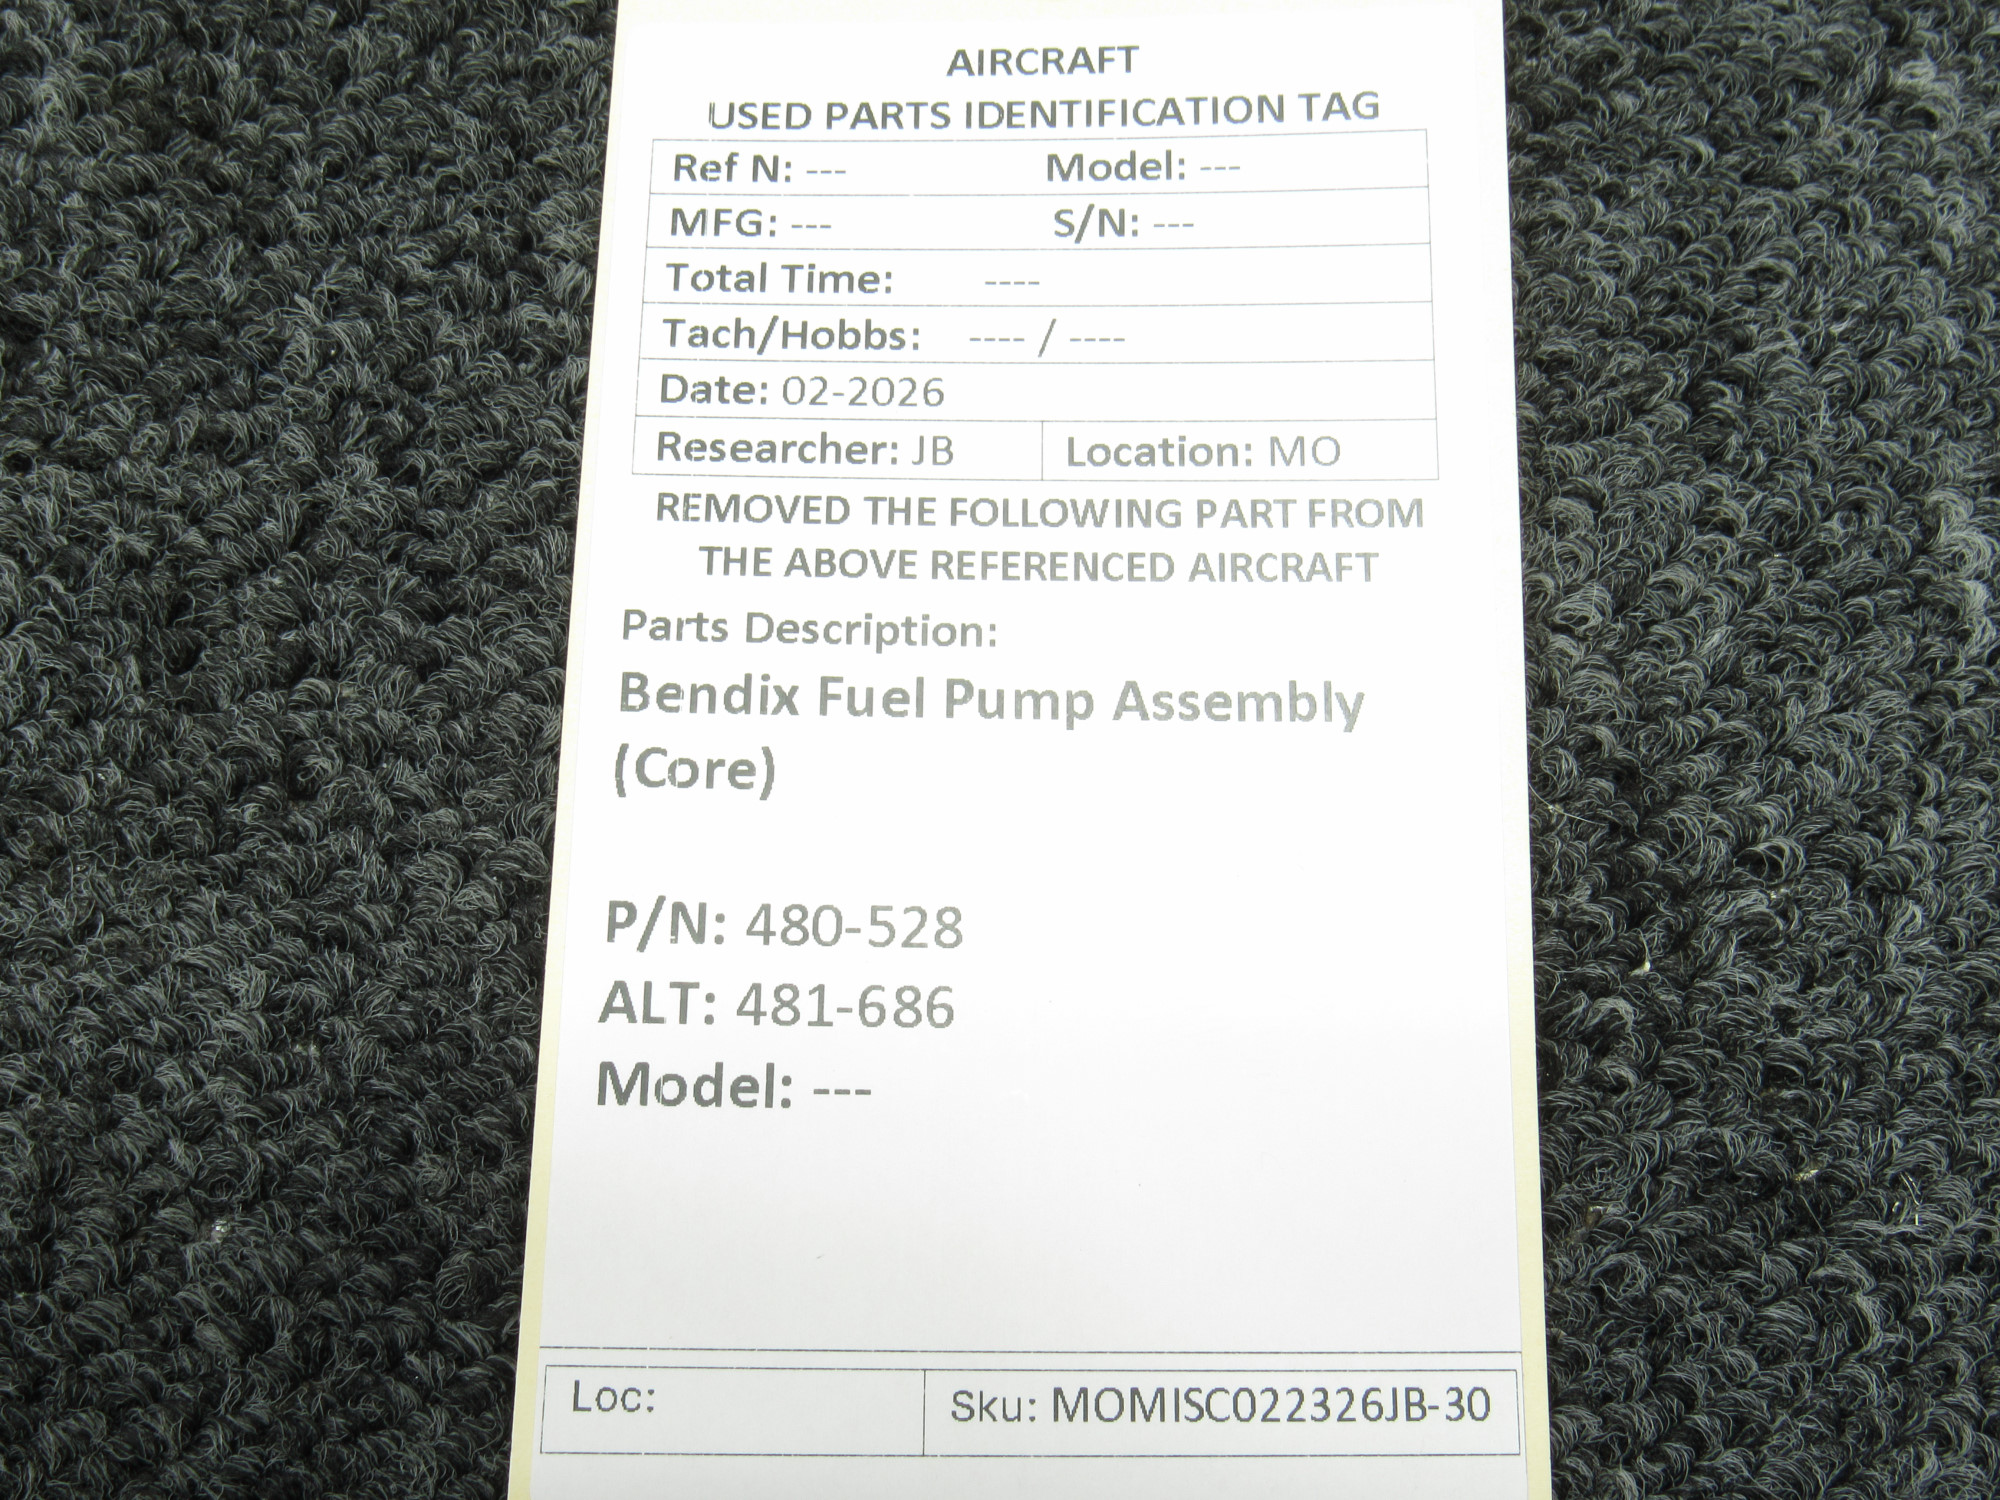 AIRCRAFT
USED PARTS IDENTIFICATION TAG
Ref N: --- Model: ---
MFG: --- S/N: ---
Total Time: ----
Tach/Hobbs: ---- / ----
Date: 02-2026
Researcher: JB Location: MO
REMOVED THE FOLLOWING PART FROM
THE ABOVE REFERENCED AIRCRAFT
Parts Description:
Bendix Fuel Pump Assembly
(Core)
P/N: 480-528
ALT: 481-686
Model: ---
Loc: Sku: MOMISC022326JB-30